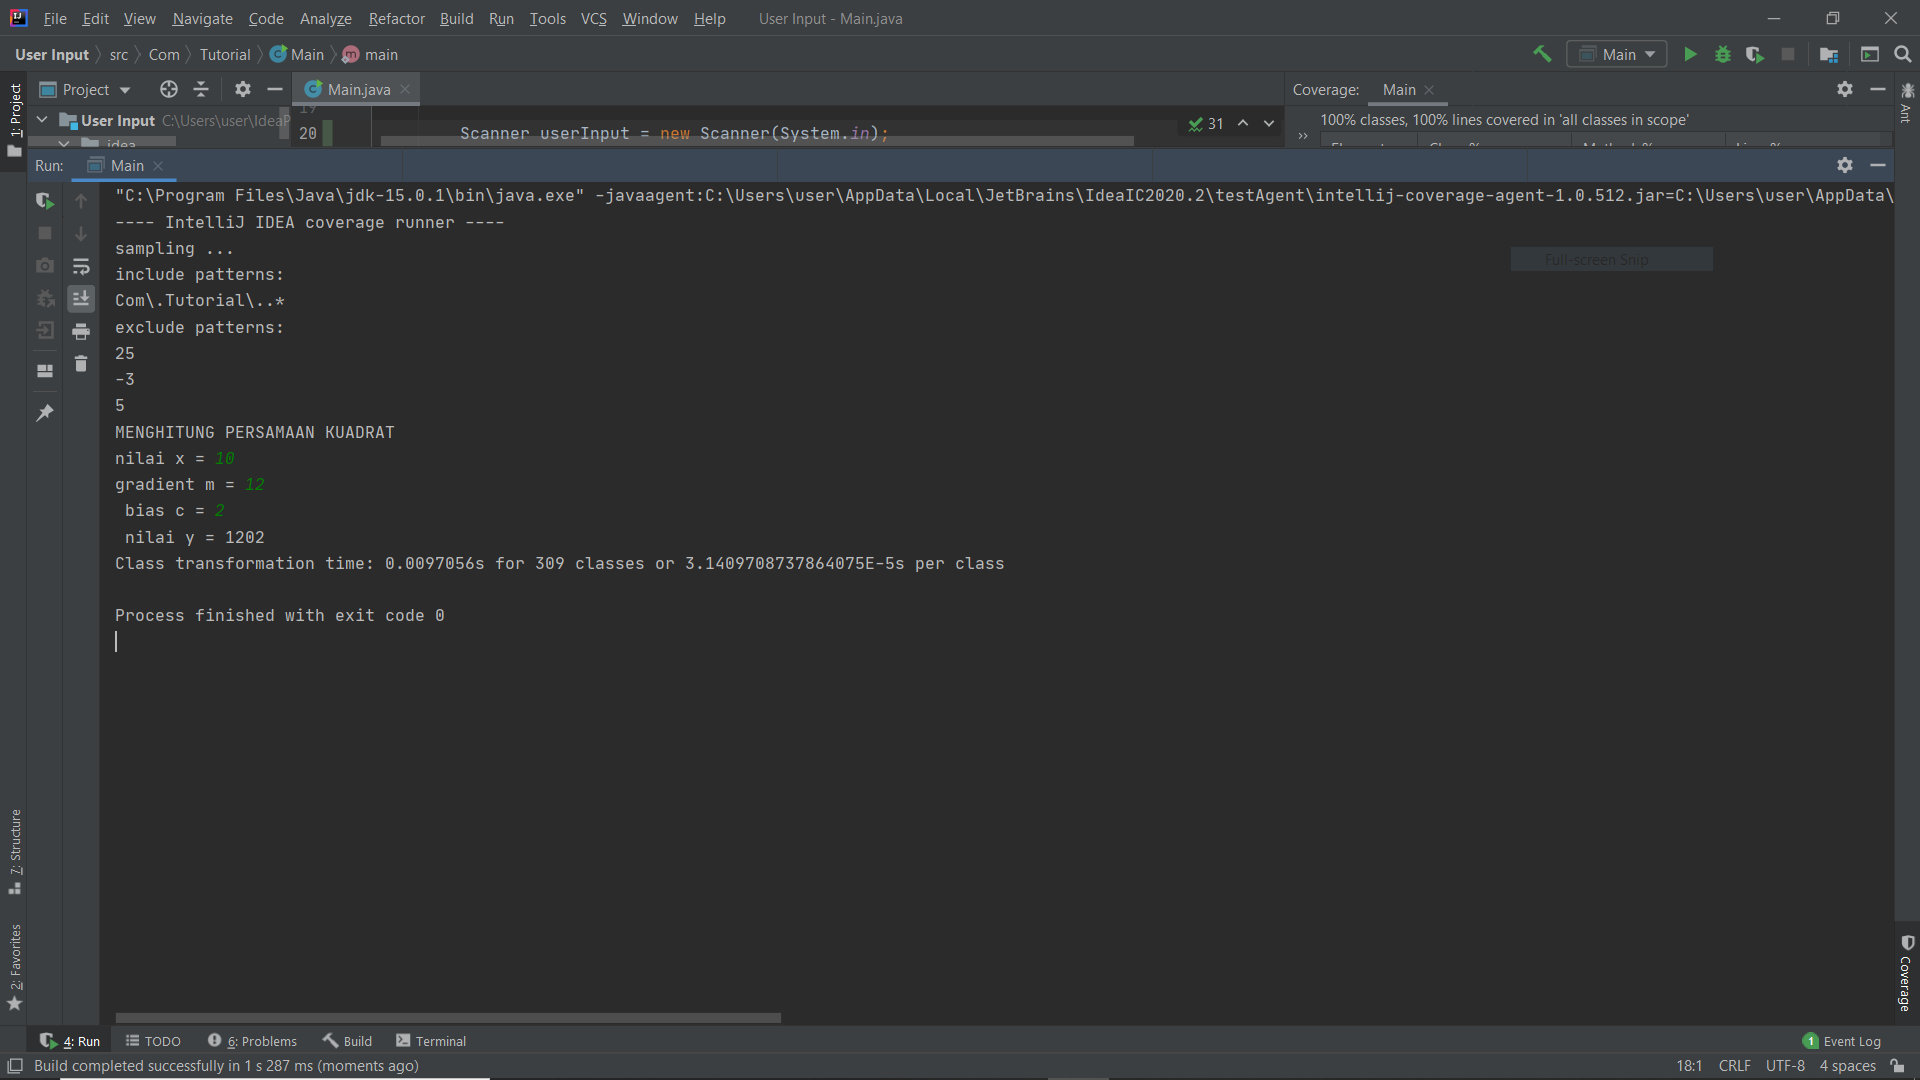 File Edit View Navigate Code Analyze Refactor Build Run Tools VCS Window Help User Input - Main.java
User Input src Com Tutorial Main main
Main
1: Project
Project
Main.java
Coverage: Main
Ant
User Input C:\Users\user\IdeaP
19
20 Scanner userInput = new Scanner(System.in);
31
100% classes, 100% lines covered in 'all classes in scope'
idea
Run: Main
"C:\Program Files\Java\jdk-15.0.1\bin\java.exe" -javaagent:C:\Users\user\AppData\Local\JetBrains\IdeaIC2020.2\testAgent\intellij-coverage-agent-1.0.512.jar=C:\Users\user\AppData\
---- IntelliJ IDEA coverage runner ----
sampling ...
Full-screen Snip
include patterns:
Com\.Tutorial\..*
exclude patterns:
25
-3
5
MENGHITUNG PERSAMAAN KUADRAT
nilai x = 10
gradient m = 12
bias c = 2
nilai y = 1202
Class transformation time: 0.0097056s for 309 classes or 3.1409708737864075E-5s per class
Process finished with exit code 0
7: Structure
2: Favorites
Coverage
4: Run TODO 6: Problems Build Terminal
1 Event Log
Build completed successfully in 1 s 287 ms (moments ago)
18:1 CRLF UTF-8 4 spaces